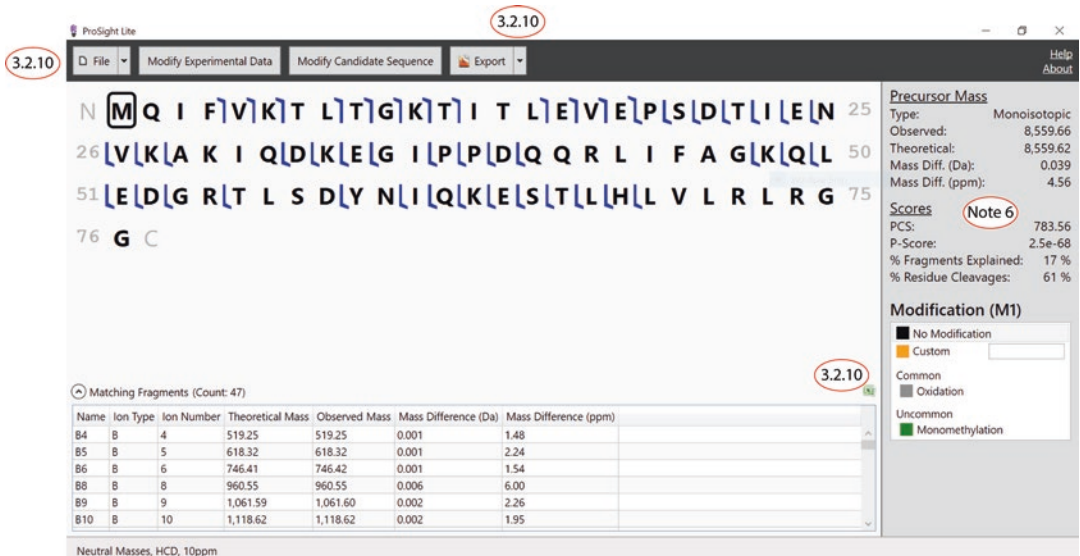 3.2.10
ProSight Lite
3.2.10
File
Modify Experimental Data
Modify Candidate Sequence
Export
Help
About
N M Q I F V K T L T G K T I T L E V E P S D T I E N 25
26 V K A K I Q D K E G I P P D Q Q R L I F A G K Q L 50
51 E D G R T L S D Y N I Q K E S T L H L V L R L R G 75
76 G C
Precursor Mass
Type: Monoisotopic
Observed: 8,559.66
Theoretical: 8,559.62
Mass Diff. (Da): 0.039
Mass Diff. (ppm): 4.56
Scores
Note 6
PCS: 783.56
P-Score: 2.5e-68
% Fragments Explained: 17 %
% Residue Cleavages: 61 %
Modification (M1)
No Modification
Custom
Common
Oxidation
Uncommon
Monomethylation
3.2.10
Matching Fragments (Count: 47)
Name Ion Type Ion Number Theoretical Mass Observed Mass Mass Difference (Da) Mass Difference (ppm)
B4 B 4 519.25 519.25 0.001 1.48
B5 B 5 618.32 618.32 0.001 2.24
B6 B 6 746.41 746.42 0.001 1.54
B8 B 8 960.55 960.55 0.006 6.00
B9 B 9 1,061.59 1,061.60 0.002 2.26
B10 B 10 1,118.62 1,118.62 0.002 1.95
Neutral Masses, HCD, 10ppm